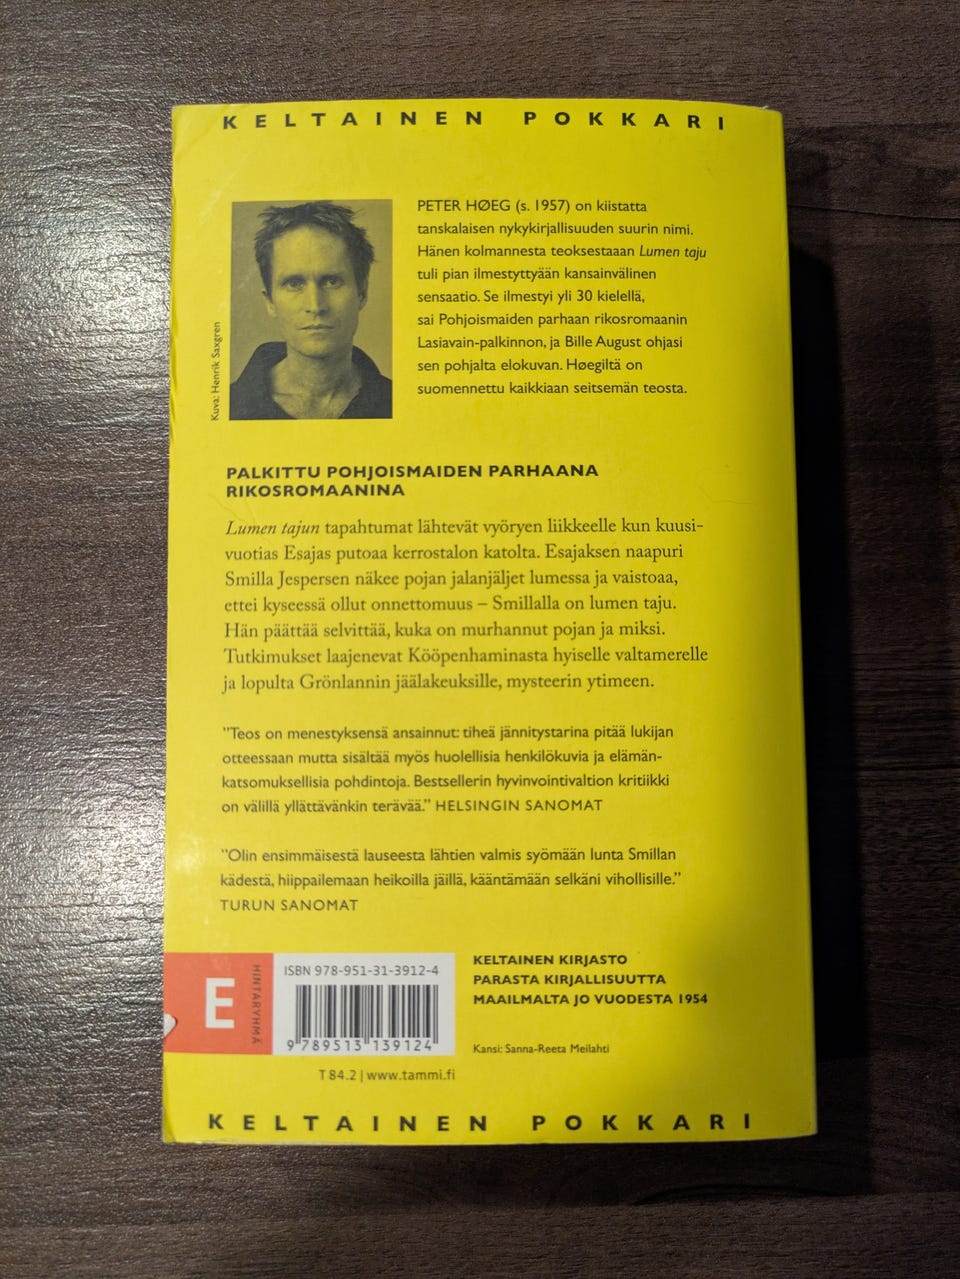 KELTAINEN POKKARI
PETER HØEG (s. 1957) on kiistatta
tanskalaisen nykykirjallisuuden suurin nimi.
Hänen kolmannesta teoksestaaan Lumen taju
tuli pian ilmestyttyään kansainvälinen
sensaatio. Se ilmestyi yli 30 kielellä,
sai Pohjoismaiden parhaan rikosromaanin
Lasiavain-palkinnon, ja Bille August ohjasi
sen pohjalta elokuvan. Høegiltä on
suomennettu kaikkiaan seitsemän teosta.
Kuva: Henrik Saxgren
PALKITTU POHJOISMAIDEN PARHAANA
RIKOSROMAANINA
Lumen tajun tapahtumat lähtevät vyöryen liikkeelle kun kuusi-
vuotias Esajas putoaa kerrostalon katolta. Esajaksen naapuri
Smilla Jespersen näkee pojan jalanjäljet lumessa ja vaistoaa,
ettei kyseessä ollut onnettomuus – Smillalla on lumen taju.
Hän päättää selvittää, kuka on murhannut pojan ja miksi.
Tutkimukset laajenevat Kööpenhaminasta hyiselle valtamerelle
ja lopulta Grönlannin jäälakeuksille, mysteerin ytimeen.
"Teos on menestyksensä ansainnut: tiheä jännitystarina pitää lukijan
otteessaan mutta sisältää myös huolellisia henkilökuvia ja elämän-
katsomuksellisia pohdintoja. Bestsellerin hyvinvointivaltion kritiikki
on välillä yllättävänkin terävää." HELSINGIN SANOMAT
"Olin ensimmäisestä lauseesta lähtien valmis syömään lunta Smillan
kädestä, hiippailemaan heikoilla jäillä, kääntämään selkäni vihollisille."
TURUN SANOMAT
E
HINTARYHMÄ
ISBN 978-951-31-3912-4
9 789513 139124
T 84.2 | www.tammi.fi
KELTAINEN KIRJASTO
PARASTA KIRJALLISUUTTA
MAAILMALTA JO VUODESTA 1954
Kansi: Sanna-Reeta Meilahti
KELTAINEN POKKARI